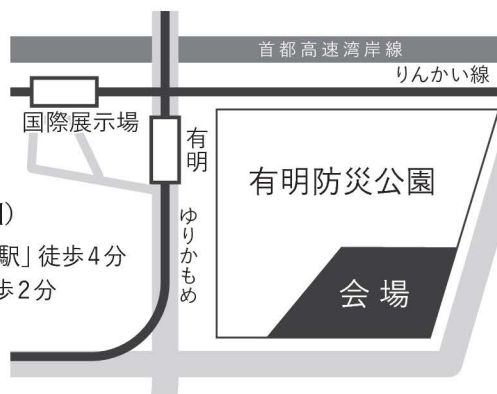 首都高速湾岸線
りんかい線
国際展示場
有明
有明防災公園
ゆりかもめ
)
駅」徒歩4分
歩2分
会場